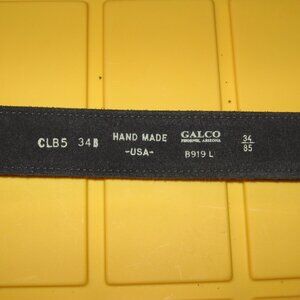 CLB5 34B
HAND MADE
-USA-
GALCO
PHOENIX, ARIZONA
B919 L
34
85